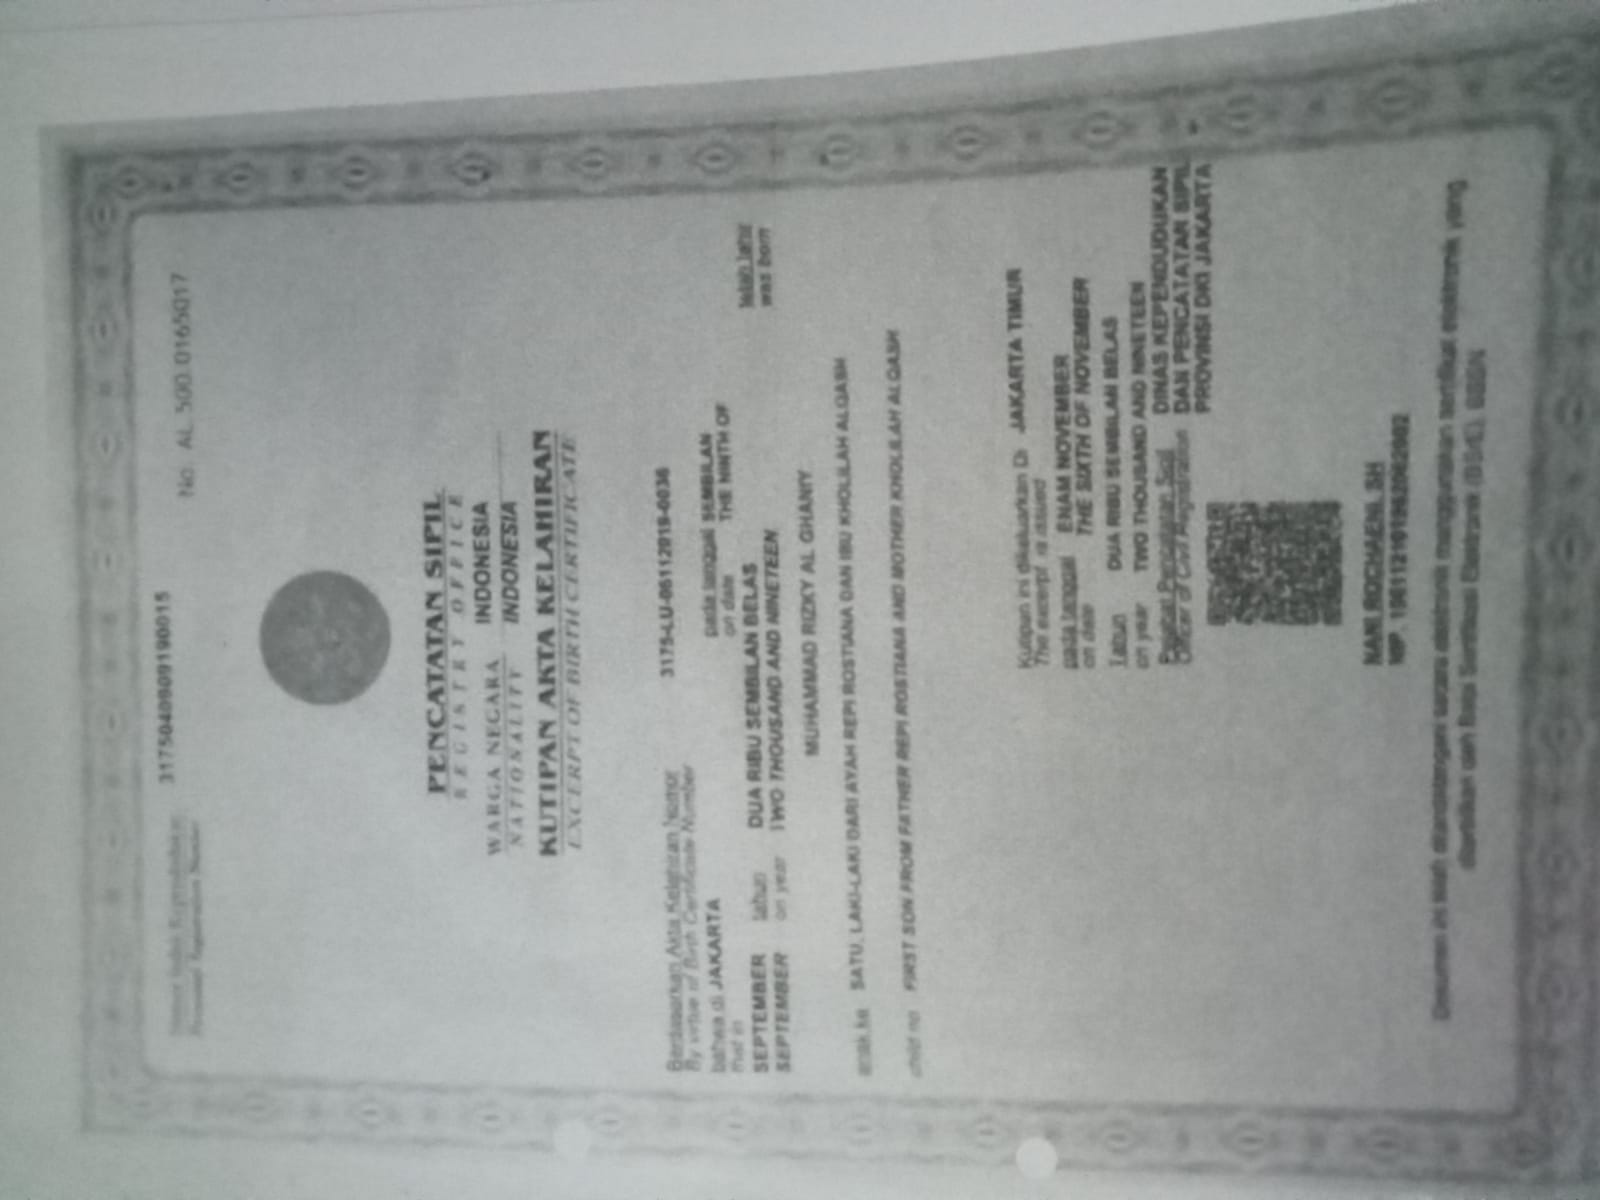 Nomor Induk Kependudukan 3175040909190015
Personal Registration Number
No. AL 500.0165017
PENCATATAN SIPIL
REGISTRY OFFICE
WARGA NEGARA INDONESIA
NATIONALITY INDONESIA
KUTIPAN AKTA KELAHIRAN
EXCERPT OF BIRTH CERTIFICATE
Berdasarkan Akta Kelahiran Nomor 3175-LU-06112019-0036
By virtue of Birth Certificate Number
bahwa di JAKARTA pada tanggal SEMBILAN
that in on date THE NINTH OF
SEPTEMBER tahun DUA RIBU SEMBILAN BELAS telah lahir
SEPTEMBER on year TWO THOUSAND AND NINETEEN was born
MUHAMMAD RIZKY AL GHANIY
anak ke SATU, LAKI-LAKI DARI AYAH REPI ROSTIANA DAN IBU KHOLILAH ALQASH
child no FIRST SON FROM FATHER REPI ROSTIANA AND MOTHER KHOLILAH ALQASH
Kutipan ini dikeluarkan Di JAKARTA TIMUR
The excerpt is issued
pada tanggal ENAM NOVEMBER
on date THE SIXTH OF NOVEMBER
Tahun DUA RIBU SEMBILAN BELAS
on year TWO THOUSAND AND NINETEEN
Pejabat Pencatatan Sipil DINAS KEPENDUDUKAN
Officer of Civil Registration DAN PENCATATAN SIPIL
PROVINSI DKI JAKARTA
NANI ROCHAENI, SH
NIP.
Dokumen ini telah ditandatangani secara elektronik menggunakan sertifikat elektronik yang
diterbitkan oleh Balai Sertifikasi Elektronik (BSrE), BSSN